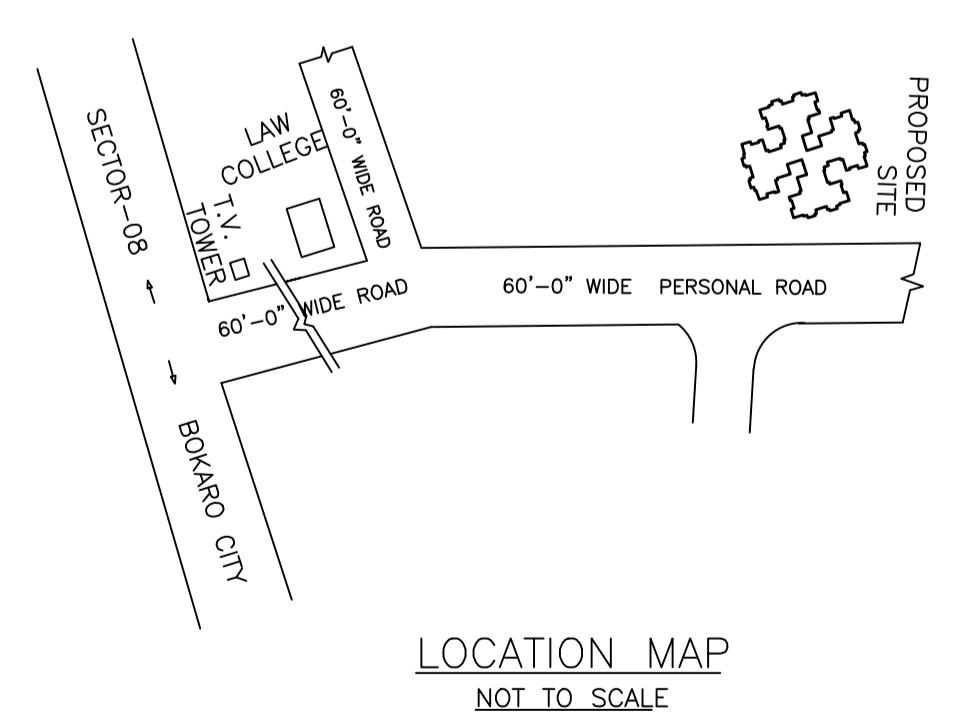 SECTOR-08
BOKARO CITY
T.V.
TOWER
LAW
COLLEGE
60'-0" WIDE ROAD
60'-0" WIDE ROAD
60'-0" WIDE PERSONAL ROAD
PROPOSED
SITE
LOCATION MAP
NOT TO SCALE